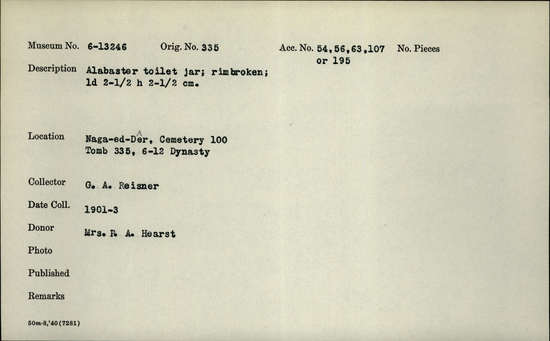 Museum No. 6-13246 Orig. No. 335 Acc. No. 54,56,63,107 No. Pieces
or 195
Description Alabaster toilet jar; rimbroken;
ld 2-1/2 h 2-1/2 cm.
Location Naga-ed-Dêr, Cemetery 100
Tomb 335, 6-12 Dynasty
Collector G. A. Reisner
Date Coll. 1901-3
Donor Mrs. P. A. Hearst
Photo
Published
Remarks
50m-8,'40(7281)